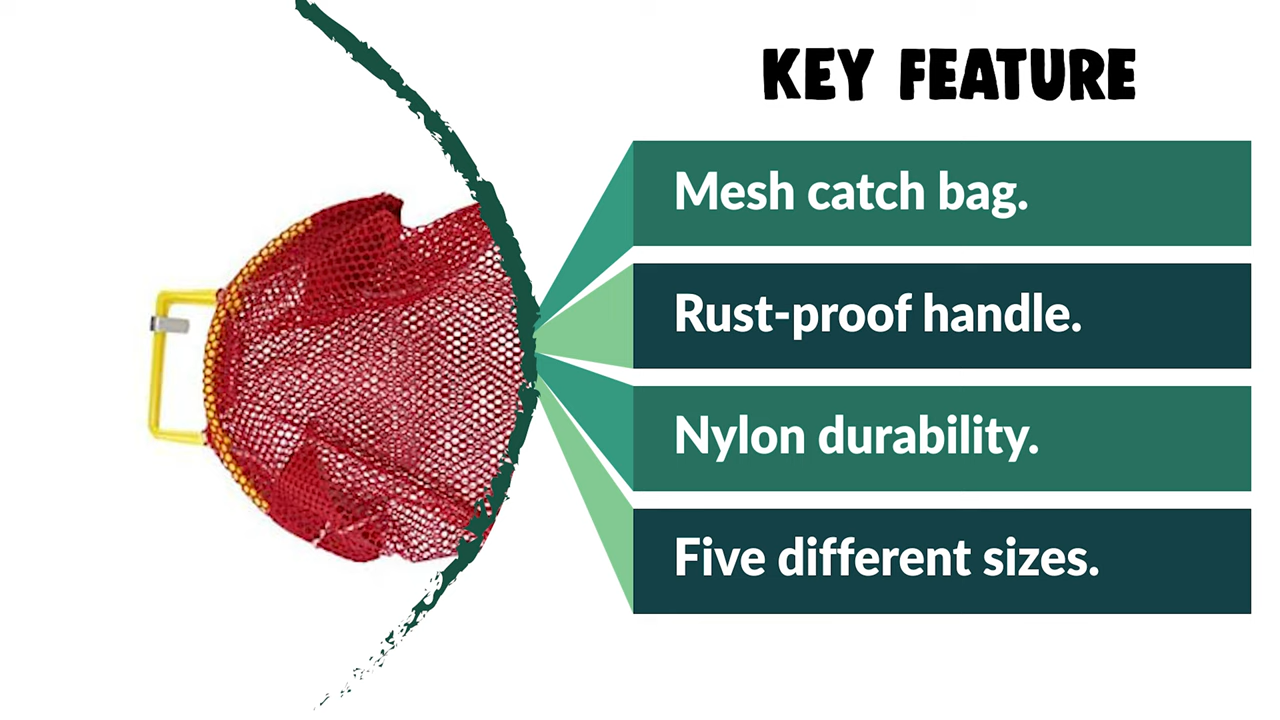 KEY FEATURE
Mesh catch bag.
Rust-proof handle.
Nylon durability.
Five different sizes.